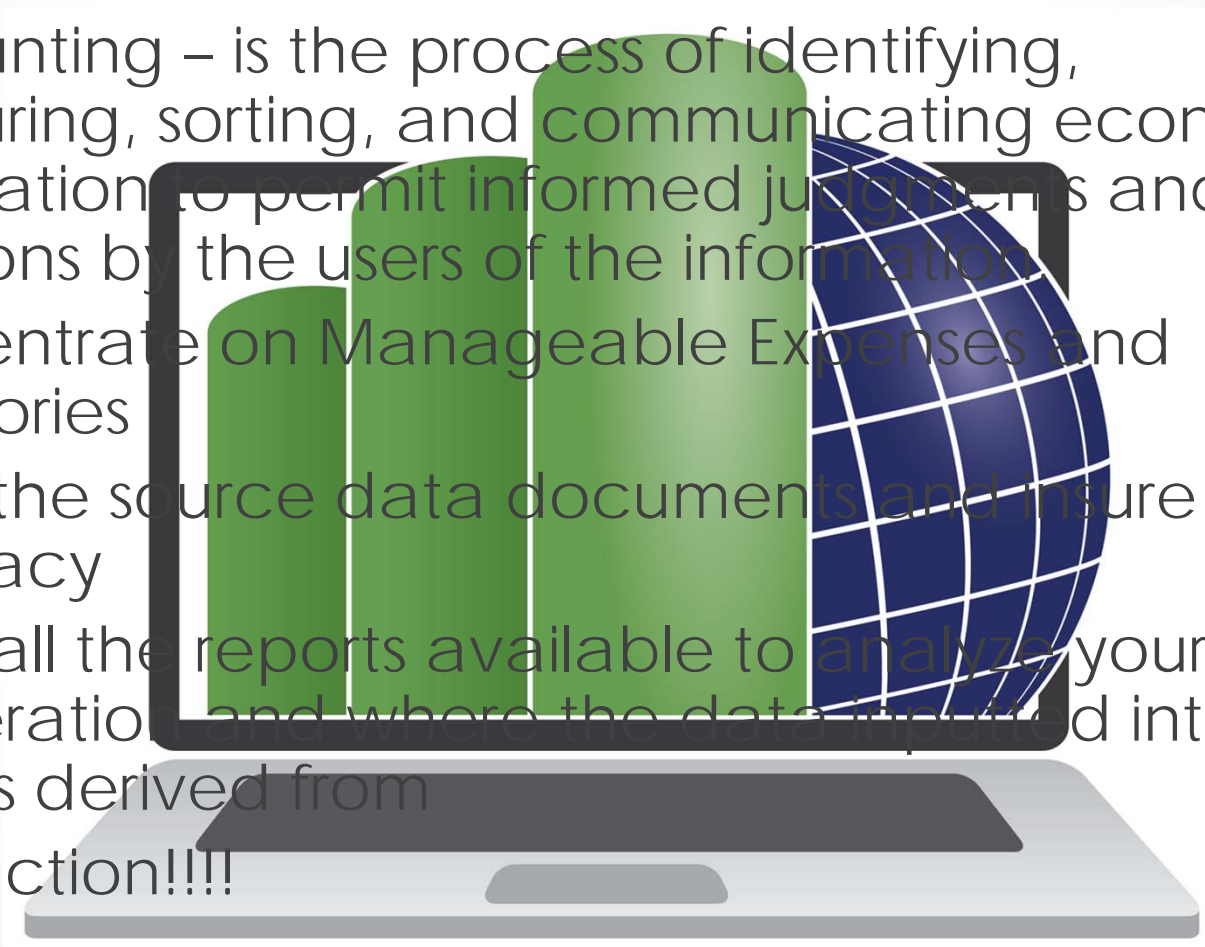 unting – is the process of identifying,
uring, sorting, and communicating econ
ation to permit informed judgments and
ons by the users of the information.
entrate on Manageable Expenses and
ories
the source data documents and insure
acy
all the reports available to analyze your
eration and where the data inputted int
s derived from
ction!!!!